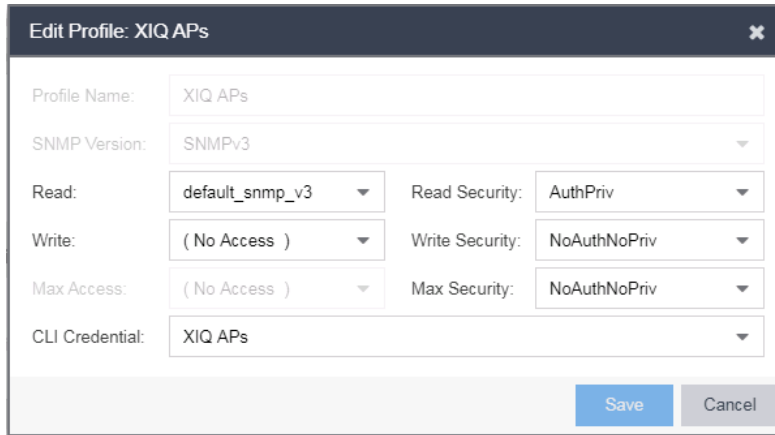 Edit Profile: XIQ APs
Profile Name: XIQ APs
SNMP Version: SNMPv3
Read: default_snmp_v3 Read Security: AuthPriv
Write: ( No Access ) Write Security: NoAuthNoPriv
Max Access: ( No Access ) Max Security: NoAuthNoPriv
CLI Credential: XIQ APs
Save Cancel